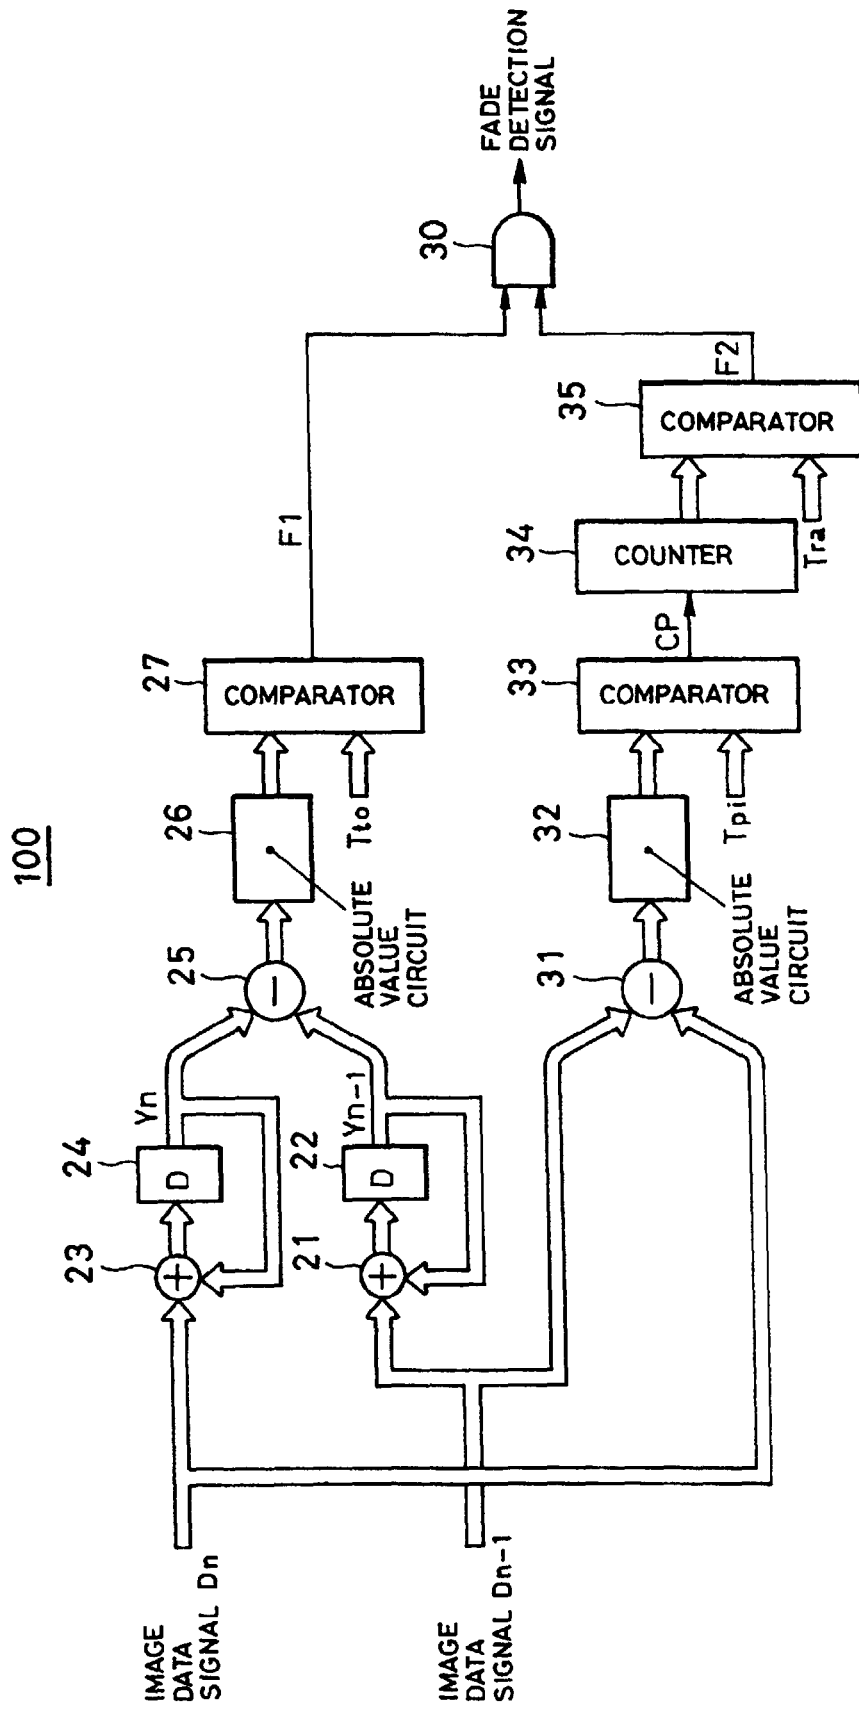 100
IMAGE
DATA
SIGNAL Dn
23
+
24
D
Yn
25
−
26
ABSOLUTE
VALUE
CIRCUIT
Tto
27
COMPARATOR
F1
30
FADE
DETECTION
SIGNAL
IMAGE
DATA
SIGNAL Dn-1
21
+
22
D
Yn-1
31
−
32
ABSOLUTE
VALUE
CIRCUIT
Tpi
33
COMPARATOR
CP
34
COUNTER
Tra
35
COMPARATOR
F2